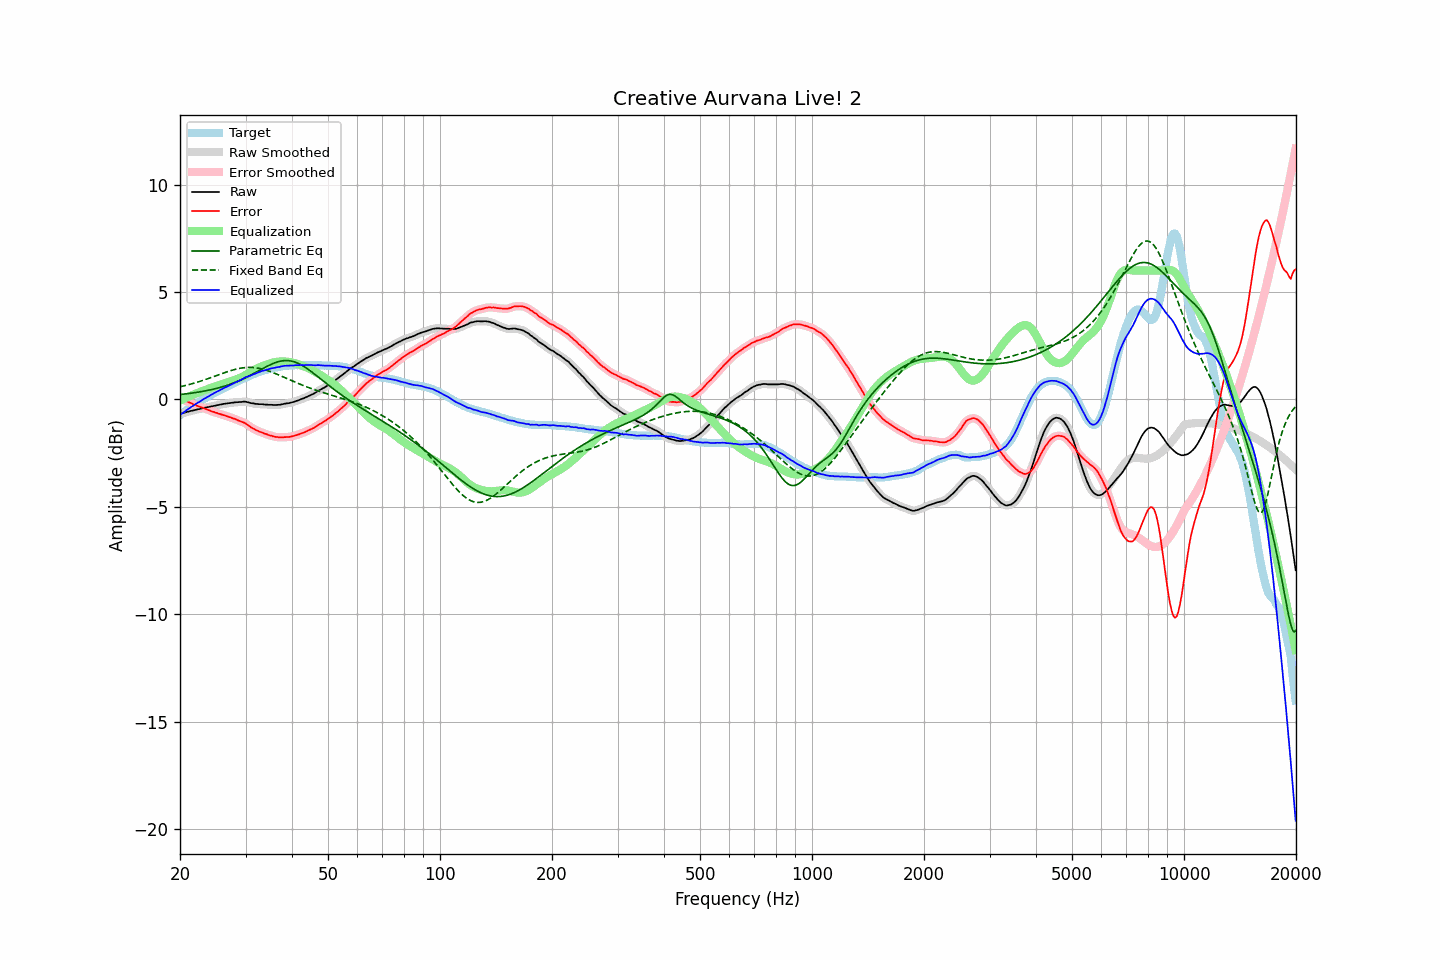 Creative Aurvana Live! 2
Target
Raw Smoothed
Error Smoothed
Raw
Error
Equalization
Parametric Eq
Fixed Band Eq
Equalized
10
5
0
−5
−10
−15
−20
Amplitude (dBr)
20
50
100
200
500
1000
2000
5000
10000
20000
Frequency (Hz)